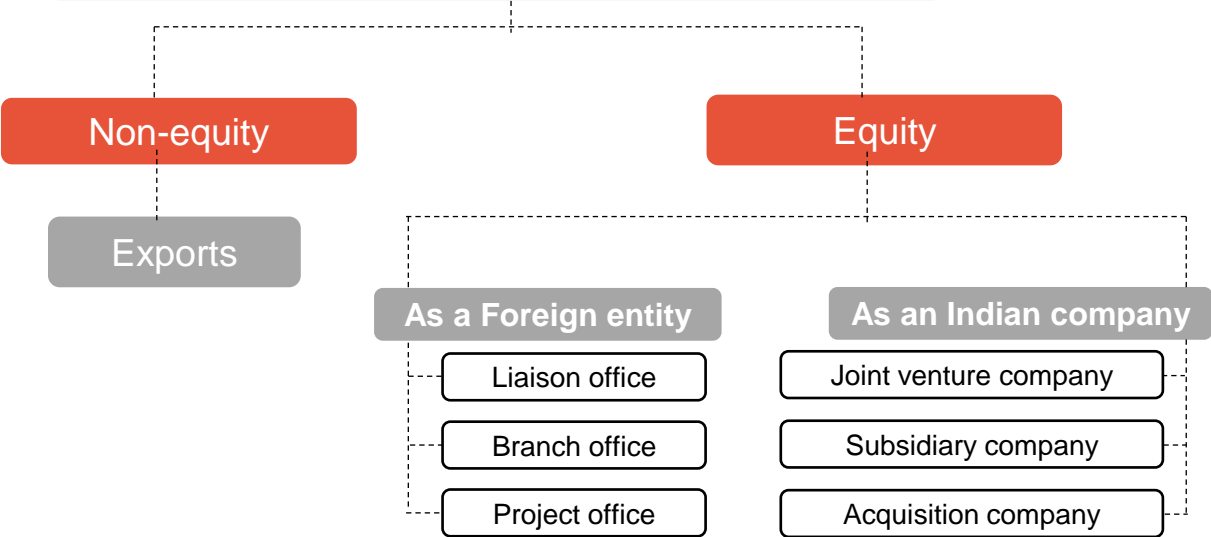 Non-equity
Equity
Exports
As a Foreign entity
As an Indian company
Liaison office
Joint venture company
Branch office
Subsidiary company
Project office
Acquisition company